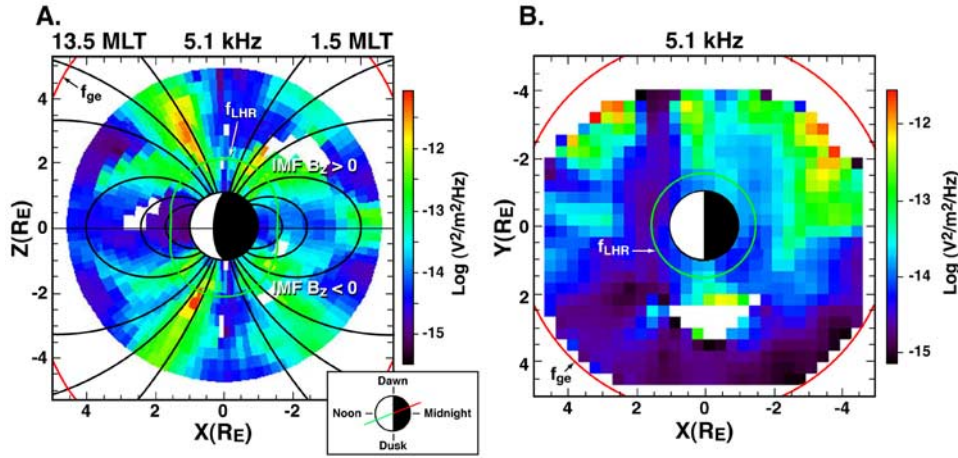 A.
13.5 MLT 5.1 kHz 1.5 MLT
fge
fLHR
IMF Bz > 0
IMF Bz < 0
Z(RE)
4
2
0
-2
-4
4 2 0 -2
X(RE)
-12
-13
-14
-15
Log (V2/m2/Hz)
Dawn
Noon Midnight
Dusk
B.
5.1 kHz
fLHR
fge
Y(RE)
-4
-2
0
2
4
4 2 0 -2 -4
X(RE)
-12
-13
-14
-15
Log (V2/m2/Hz)